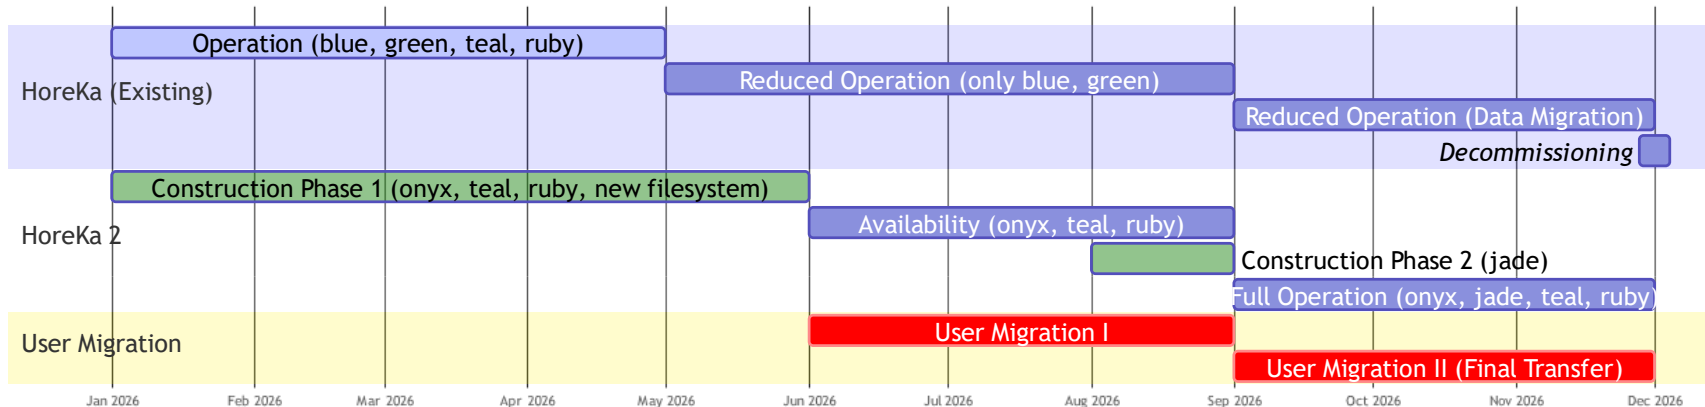 Operation (blue, green, teal, ruby)
Reduced Operation (only blue, green)
HoreKa (Existing)
Reduced Operation (Data Migration)
Decommissioning
Construction Phase 1 (onyx, teal, ruby, new filesystem)
Availability (onyx, teal, ruby)
HoreKa 2
Construction Phase 2 (jade)
Full Operation (onyx, jade, teal, ruby)
User Migration I
User Migration
User Migration II (Final Transfer)
Jan 2026 Feb 2026 Mar 2026 Apr 2026 May 2026 Jun 2026 Jul 2026 Aug 2026 Sep 2026 Oct 2026 Nov 2026 Dec 2026